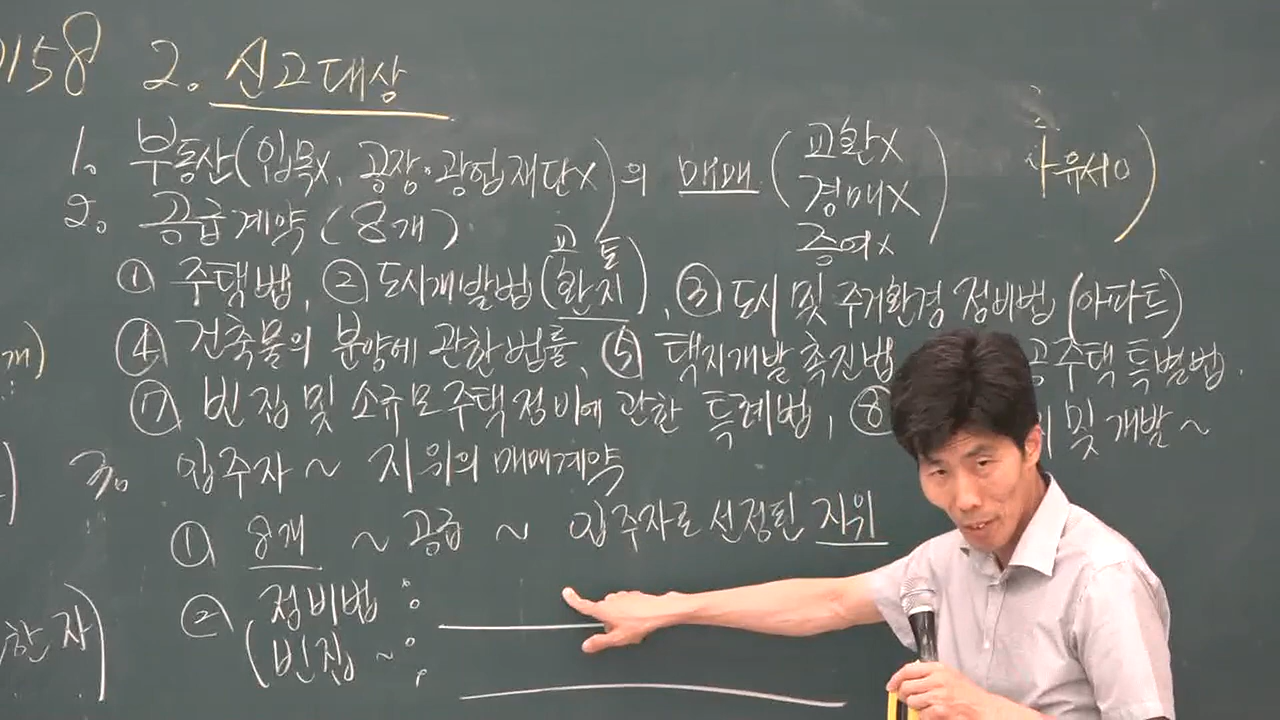 158 2. 신고대상
1. 부동산(입목x, 공장·광업재단x)의 매매 (교환x
경매x
증여x)
사유서o)
2. 공급계약 (8개)
① 주택법, ② 도시개발법(환지), ③ 도시 및 주거환경 정비법 (아파트)
교 토
④ 건축물의 분양에 관한 법률, ⑤ 택지개발촉진법 공주택 특별법.
⑦ 빈집 및 소규모주택정비에 관한 특례법, ⑧ 및 개발~
3. 입주자~ 지위의 매매계약
① 8개 ~ 공급 ~ 입주자로 선정된 지위
② 정비법 :
(빈집 ~ :
개)
한 자)